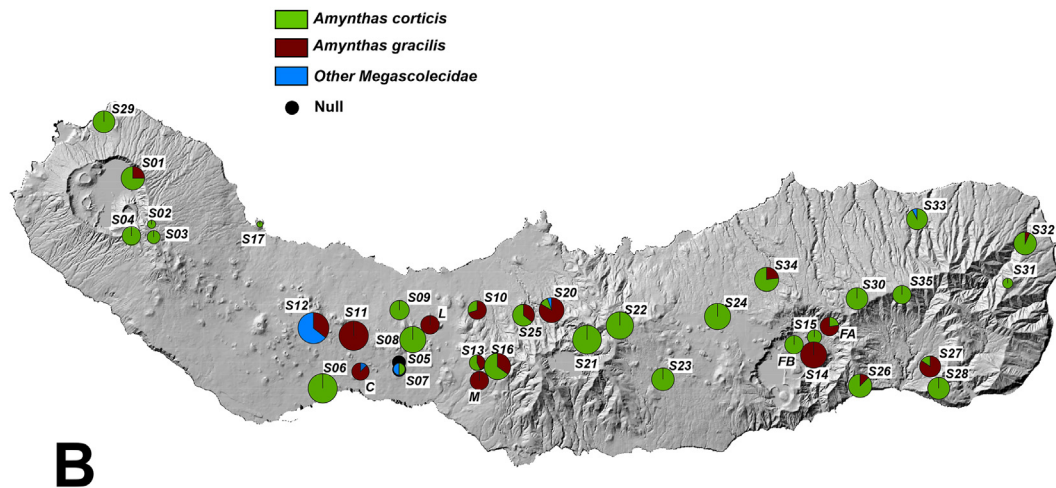 Amynthas corticis
Amynthas gracilis
Other Megascolecidae
Null
S29
S01
S02
S04
S03
S17
S33
S32
S31
S34
S30
S35
S12
S11
S09
L
S10
S20
S25
S22
S24
S08
S05
S07
S13
S16
M
S06
C
S21
S23
S15
FA
FB
S14
S26
S27
S28
B